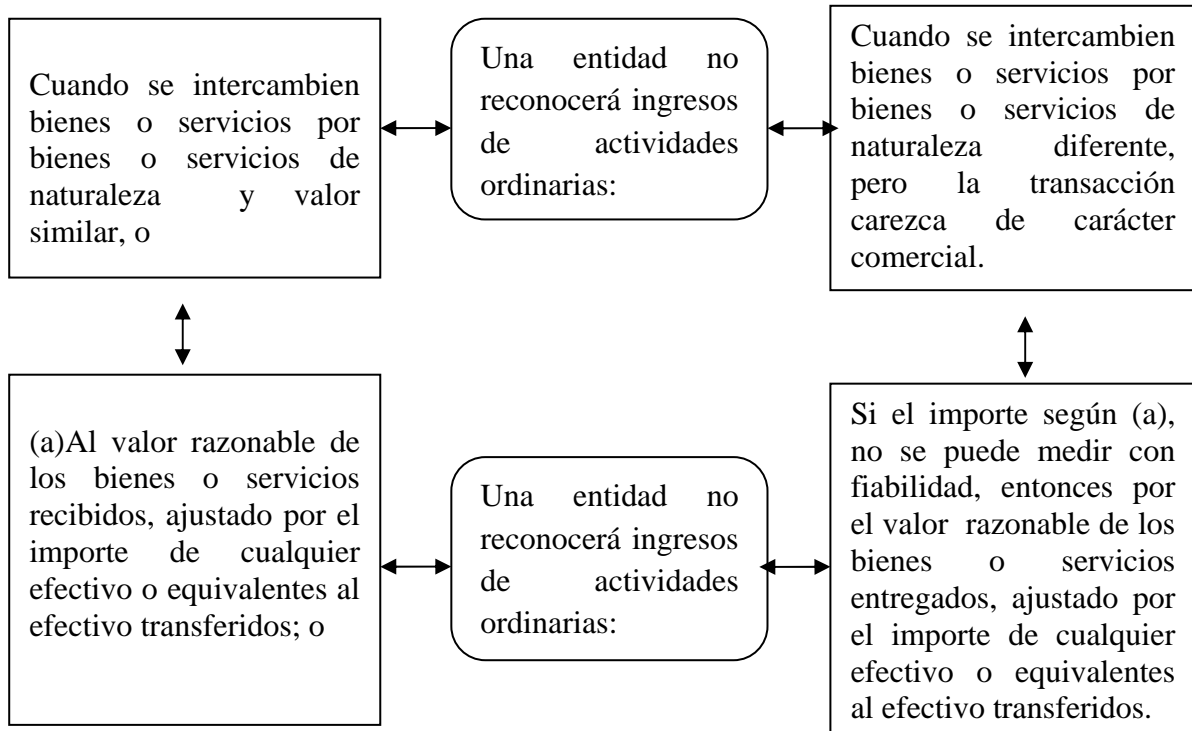 Cuando se intercambien
bienes o servicios por
bienes o servicios de
naturaleza y valor
similar, o
Una entidad no
reconocerá ingresos
de actividades
ordinarias:
Cuando se intercambien
bienes o servicios por
bienes o servicios de
naturaleza diferente,
pero la transacción
carezca de carácter
comercial.
(a)Al valor razonable de
los bienes o servicios
recibidos, ajustado por el
importe de cualquier
efectivo o equivalentes al
efectivo transferidos; o
Una entidad no
reconocerá ingresos
de actividades
ordinarias:
Si el importe según (a),
no se puede medir con
fiabilidad, entonces por
el valor razonable de los
bienes o servicios
entregados, ajustado por
el importe de cualquier
efectivo o equivalentes
al efectivo transferidos.